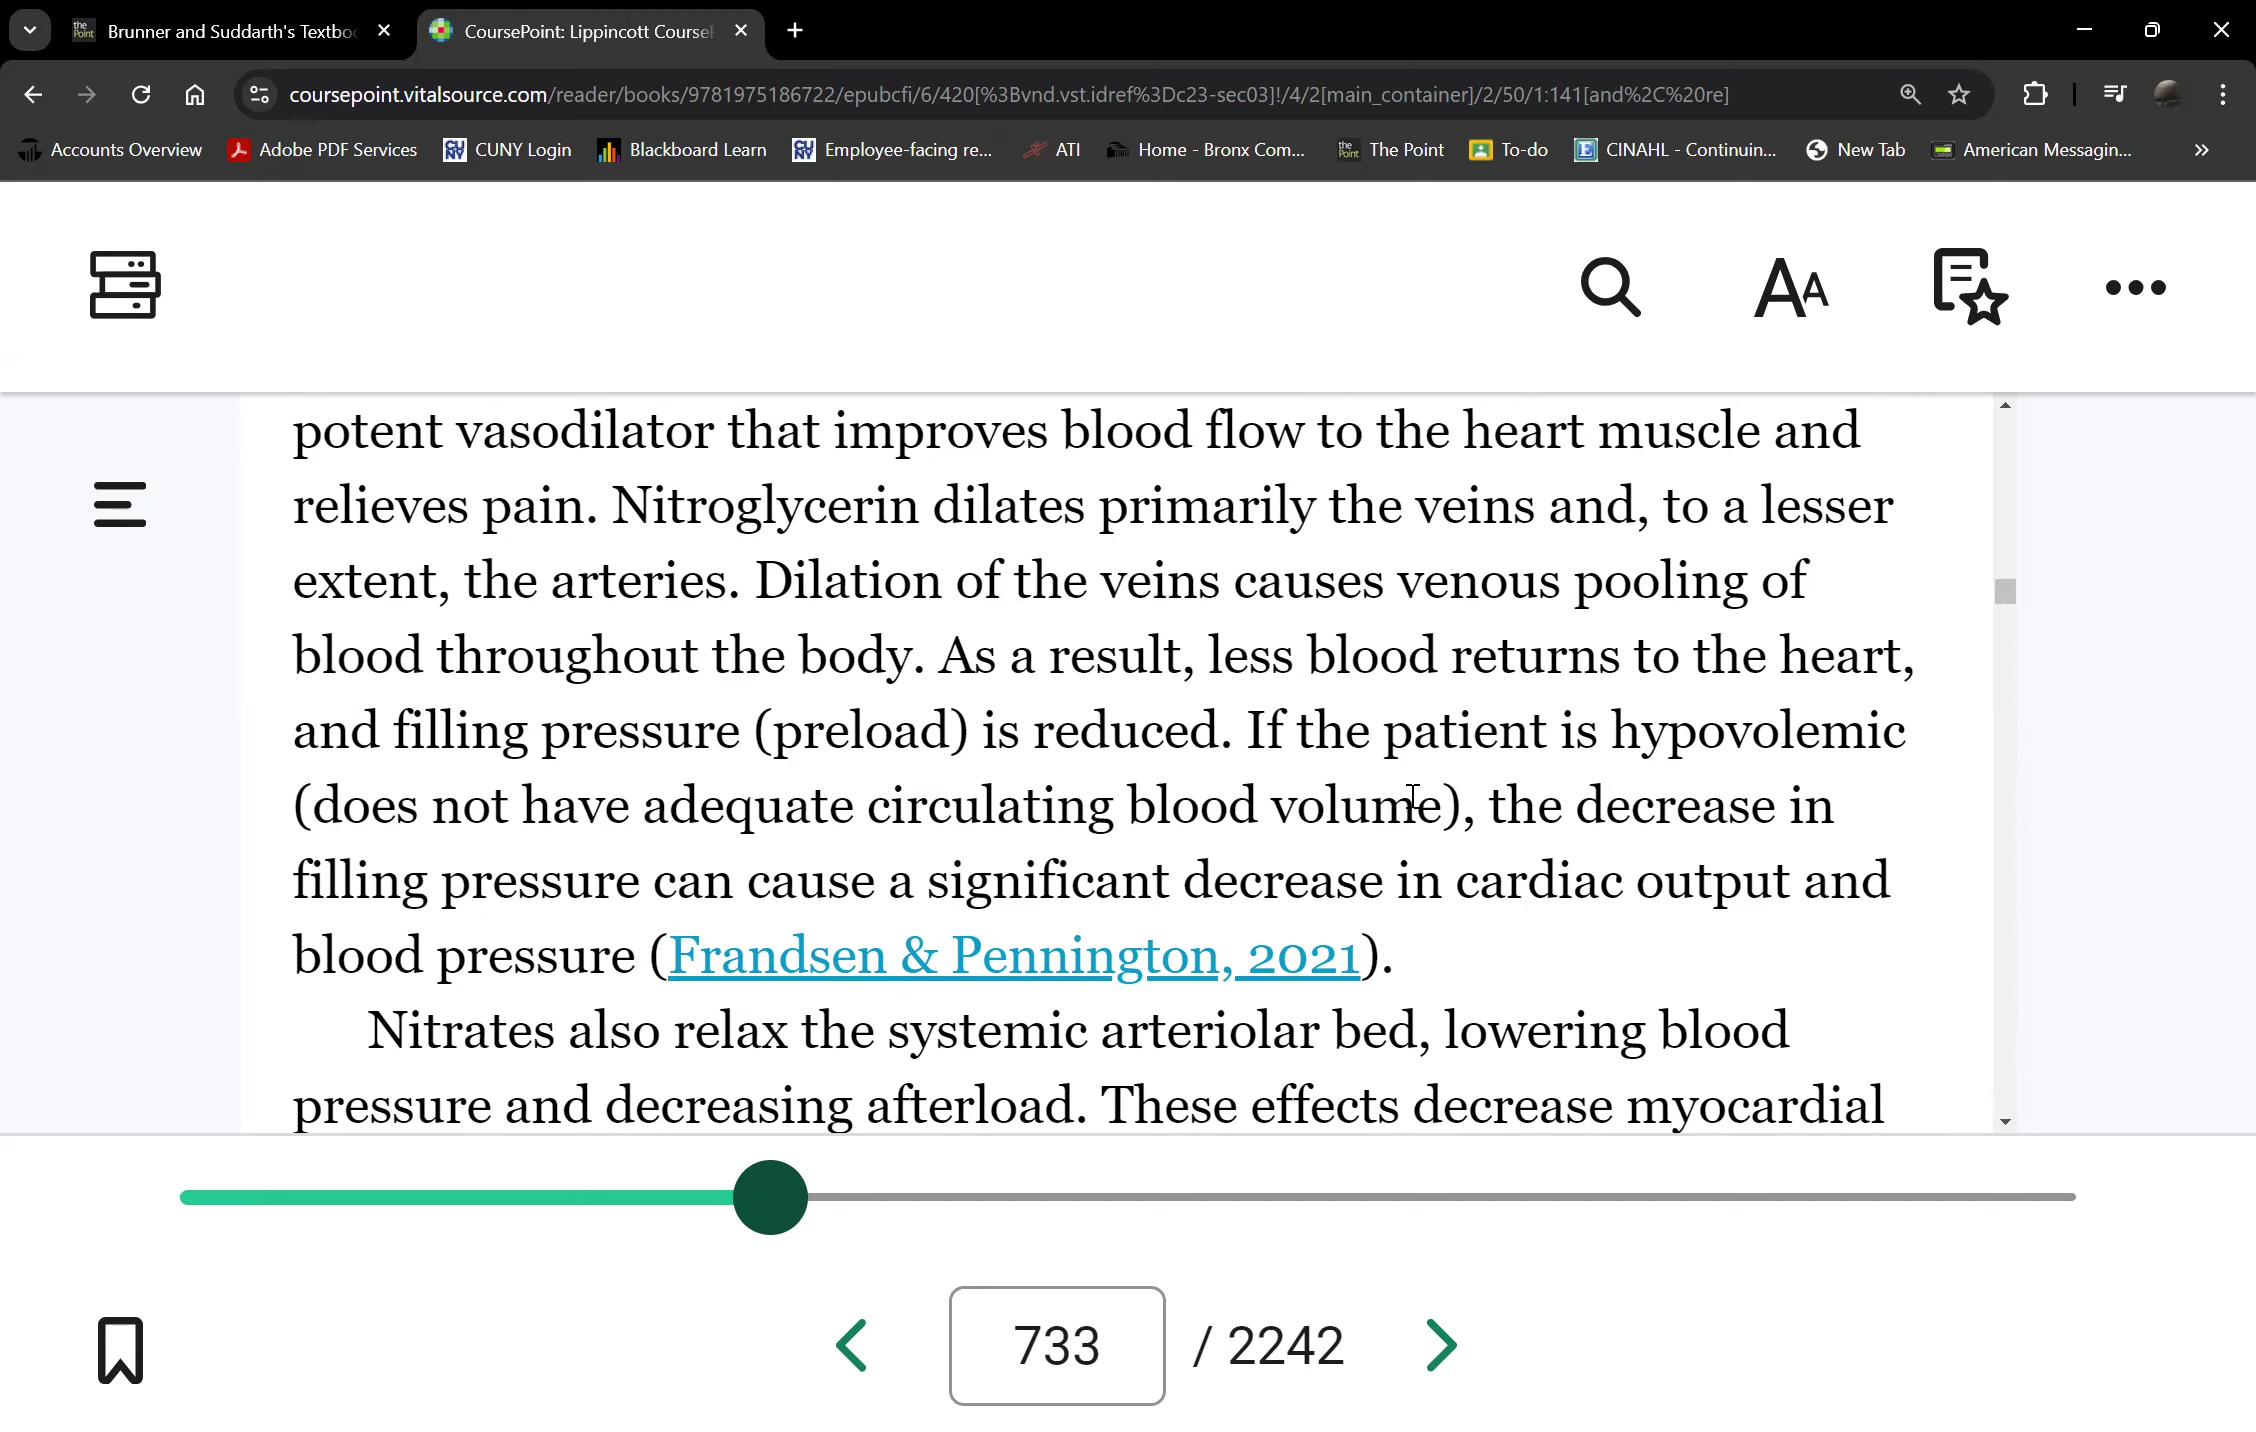 the Point Brunner and Suddarth's Textboo
CoursePoint: Lippincott CourseP
coursepoint.vitalsource.com/reader/books/9781975186722/epubcfi/6/420[%3Bvnd.vst.idref%3Dc23-sec03]!/4/2[main_container]/2/50/1:141[and%2C%20re]
Accounts Overview
Adobe PDF Services
CUNY CUNY Login
Blackboard Learn
CUNY Employee-facing re...
ATI
Home - Bronx Com...
the Point The Point
To-do
E CINAHL - Continuin...
New Tab
American Messagin...
AA
potent vasodilator that improves blood flow to the heart muscle and
relieves pain. Nitroglycerin dilates primarily the veins and, to a lesser
extent, the arteries. Dilation of the veins causes venous pooling of
blood throughout the body. As a result, less blood returns to the heart,
and filling pressure (preload) is reduced. If the patient is hypovolemic
(does not have adequate circulating blood volume), the decrease in
filling pressure can cause a significant decrease in cardiac output and
blood pressure (Frandsen & Pennington, 2021).
Nitrates also relax the systemic arteriolar bed, lowering blood
pressure and decreasing afterload. These effects decrease myocardial
733 / 2242